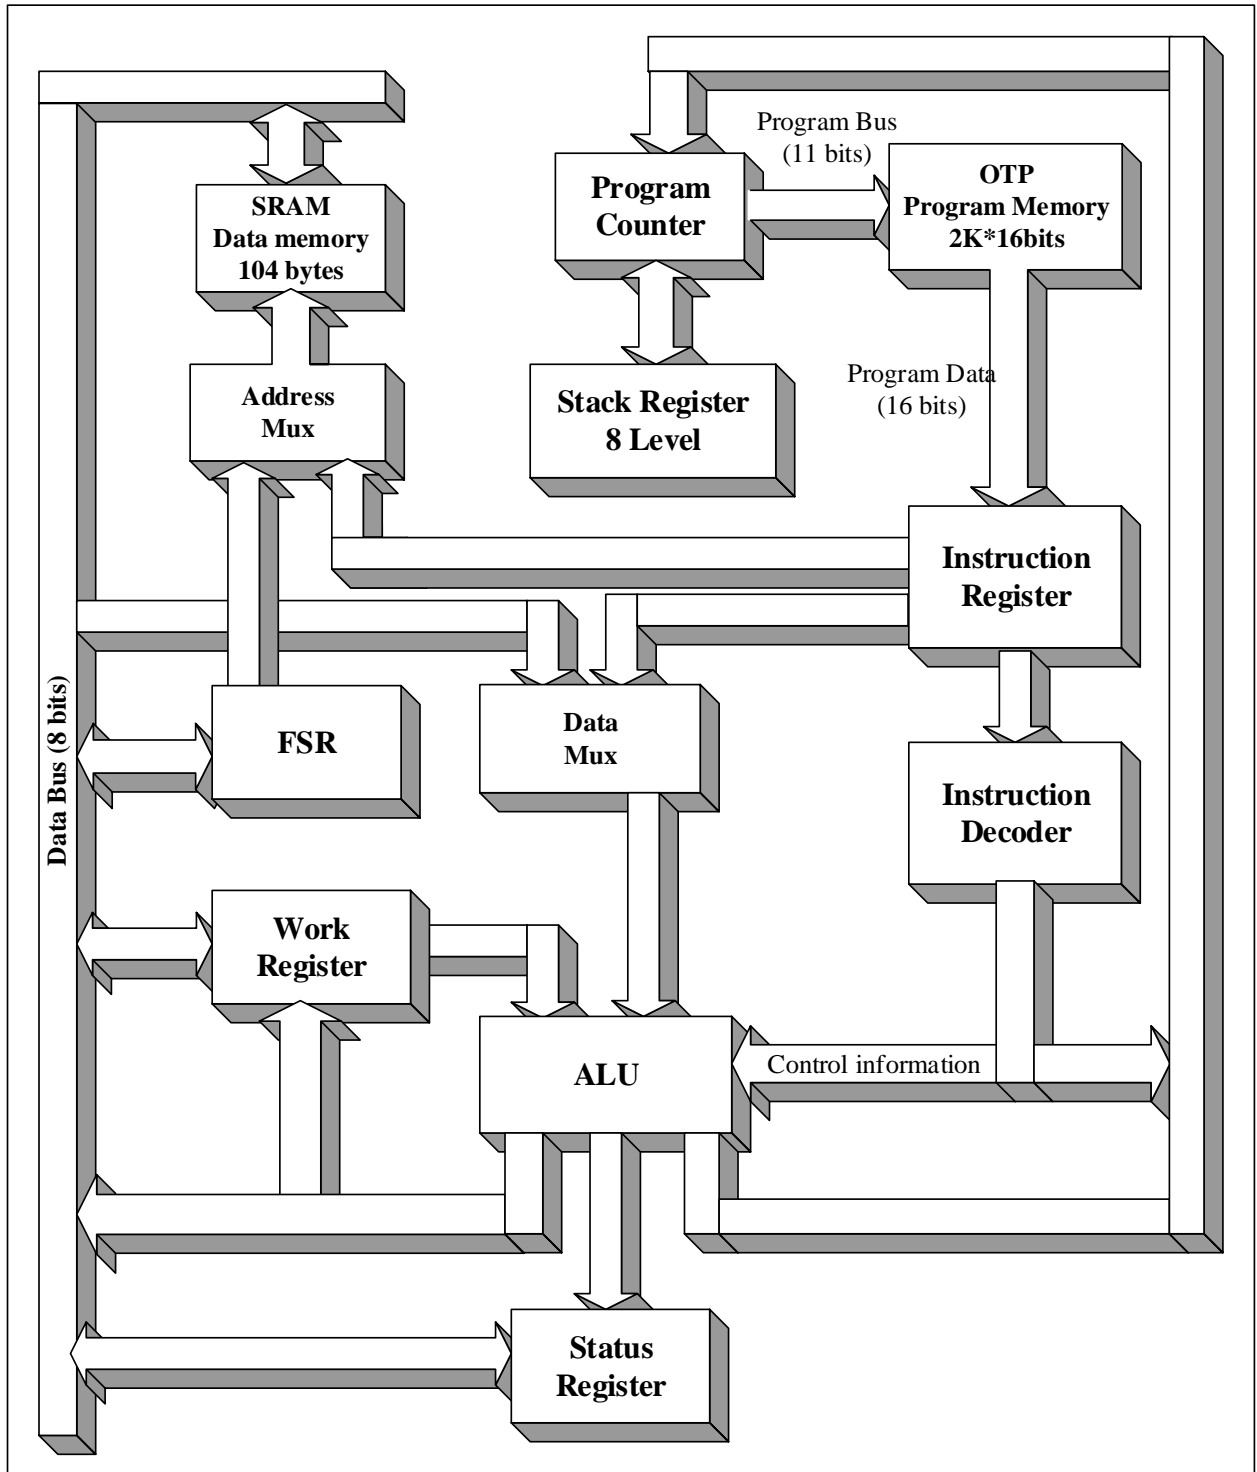 Program Bus
(11 bits)
OTP
Program Memory
2K*16bits
Program
Counter
SRAM
Data memory
104 bytes
Address
Mux
Stack Register
8 Level
Program Data
(16 bits)
Instruction
Register
Data Bus (8 bits)
FSR
Data
Mux
Instruction
Decoder
Work
Register
ALU
Control information
Status
Register